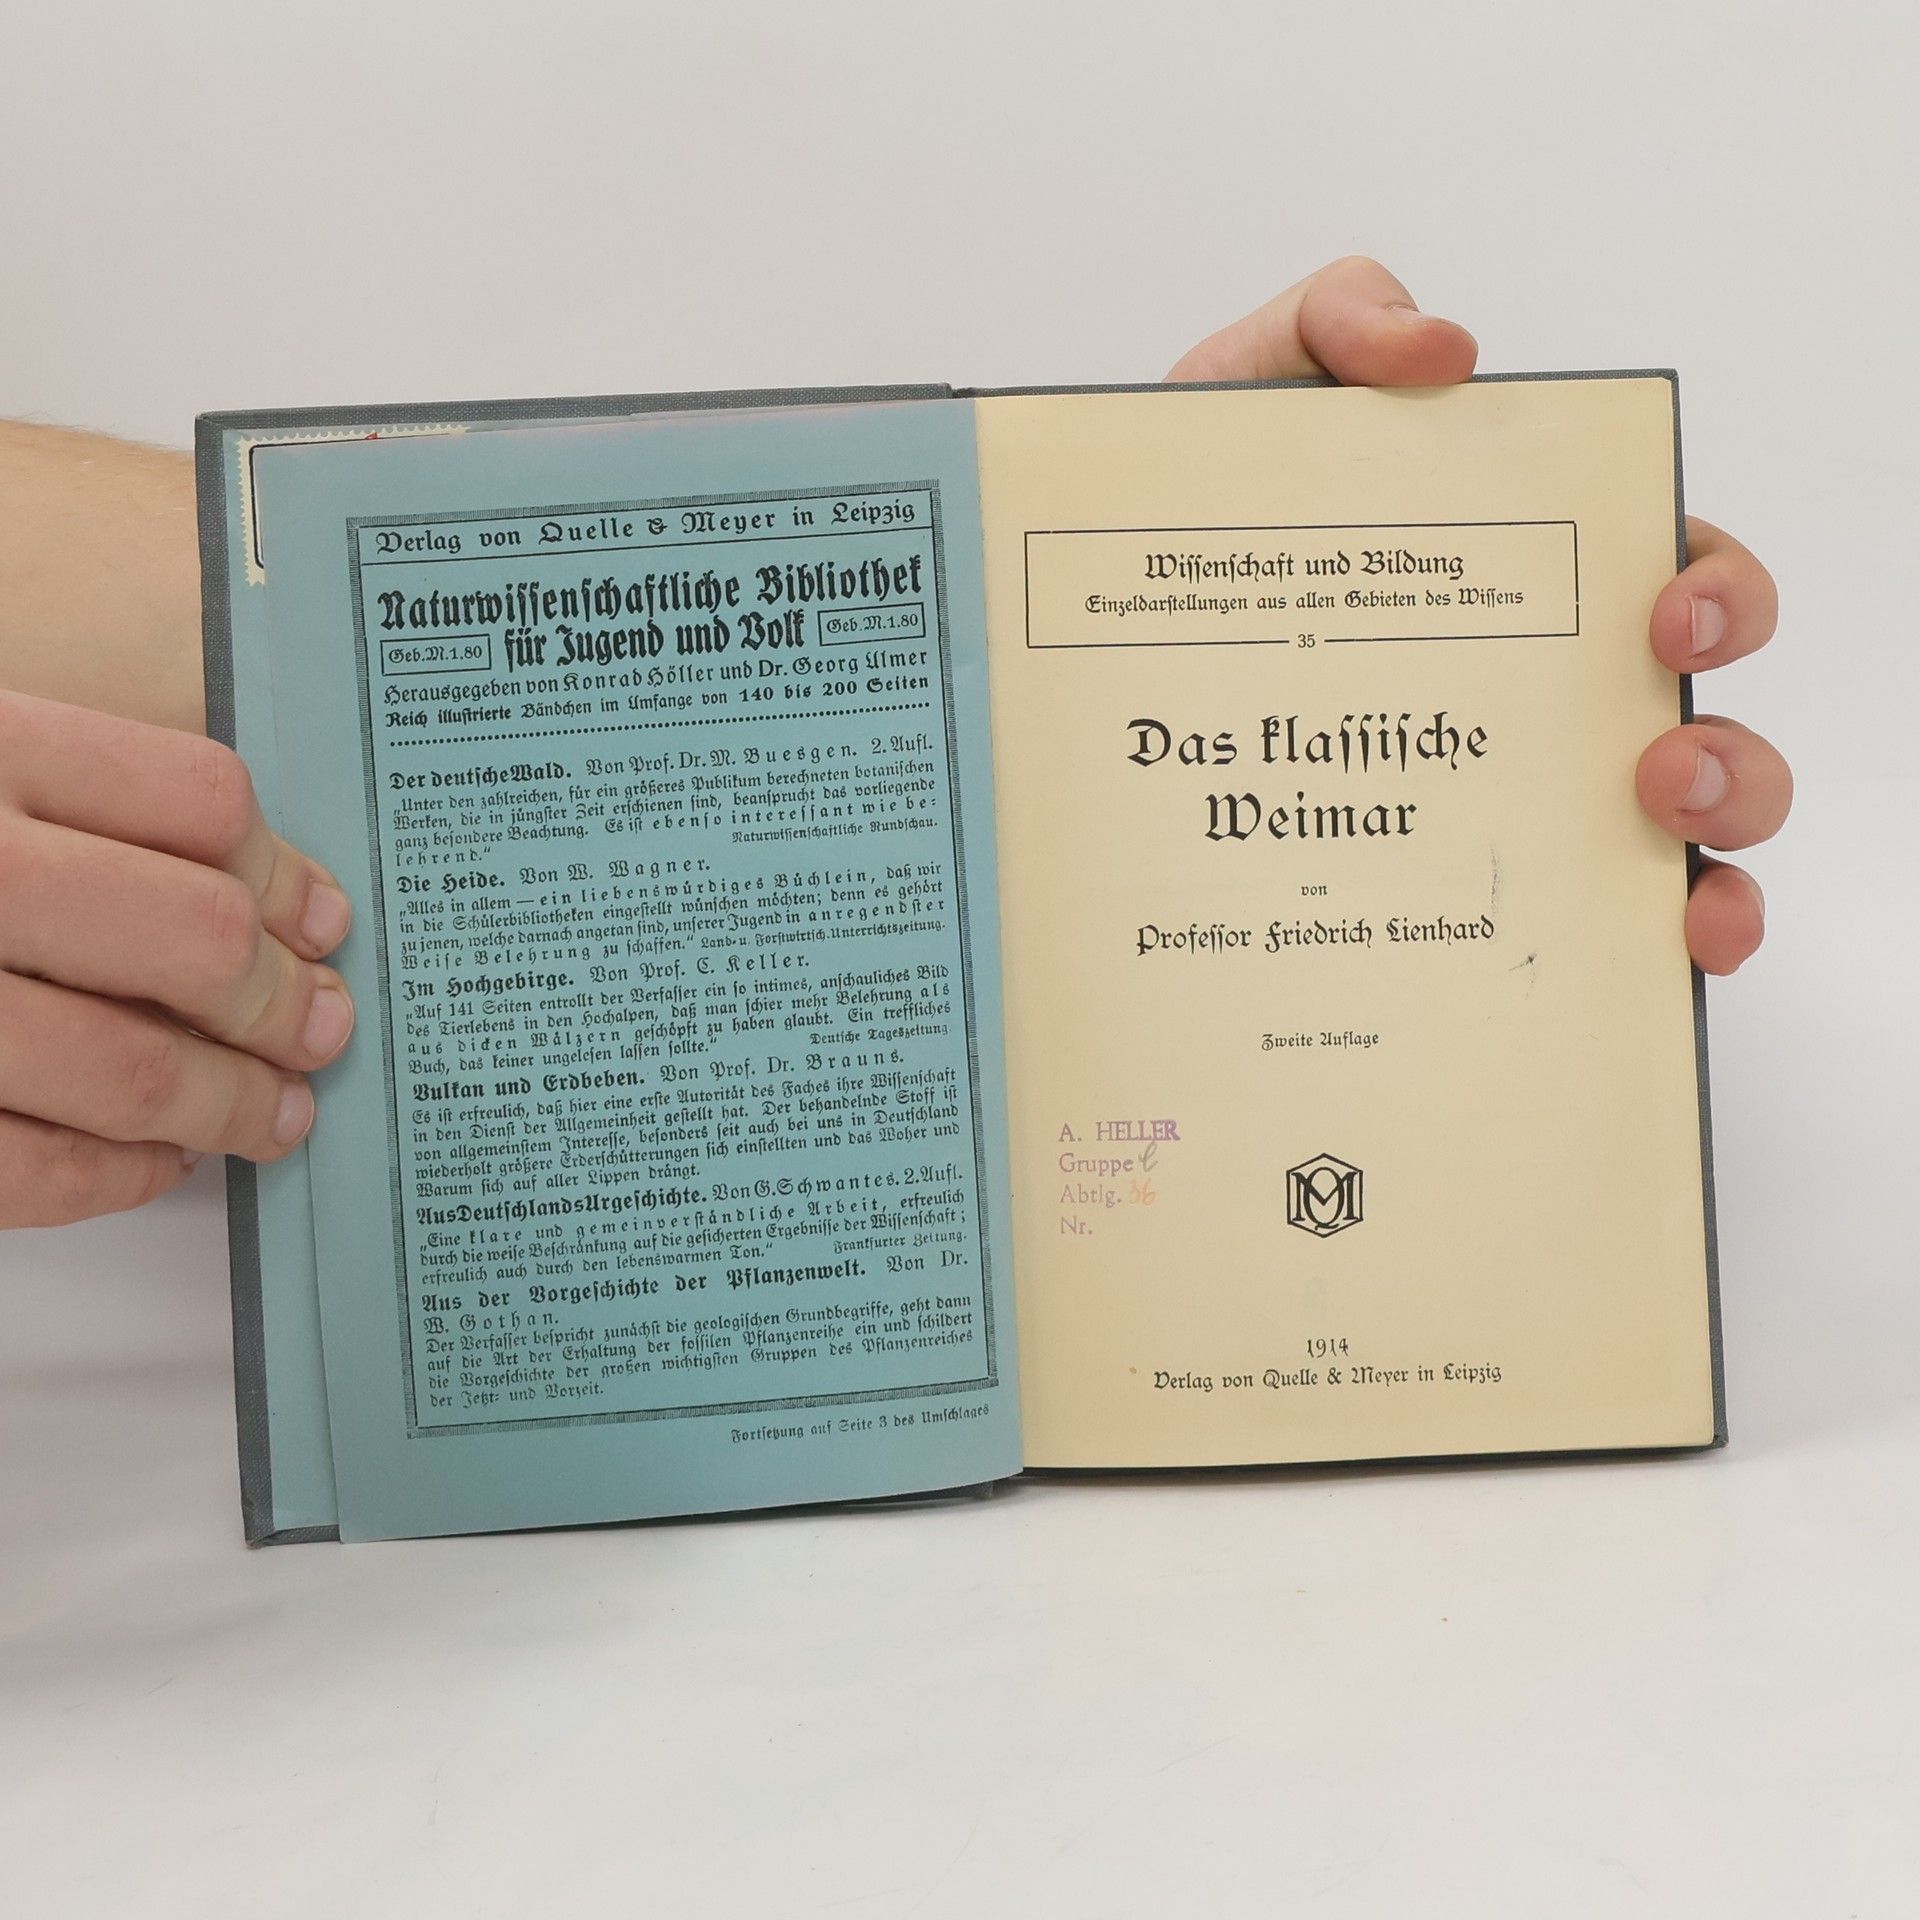 Verlag von Quelle & Meyer in Leipzig
Naturwissenschaftliche Bibliothek
Geb.M.1.80 für Jugend und Volk Geb.M.1.80
Herausgegeben von Konrad Höller und Dr. Georg Ulmer
Reich illustrierte Bändchen im Umfange von 140 bis 200 Seiten
Der deutsche Wald. Von Prof. Dr. M. Buesgen. 2. Aufl.
„Unter den zahlreichen, für ein größeres Publikum berechneten botanischen
Werken, die in jüngster Zeit erschienen sind, beansprucht das vorliegende
ganz besondere Beachtung. Es ist ebenso interessant wie be-
lehrend.“ Naturwissenschaftliche Rundschau.
Die Heide. Von W. Wagner.
„Alles in allem — ein liebenswürdiges Büchlein, daß wir
in die Schülerbibliotheken eingestellt wünschen möchten; denn es gehört
zu jenen, welche darnach angetan sind, unserer Jugend in anregendster
Weise Belehrung zu schaffen.“ Land- u. Forstwirtsch. Unterrichtszeitung.
Im Hochgebirge. Von Prof. C. Keller.
„Auf 141 Seiten entrollt der Verfasser ein so intimes, anschauliches Bild
des Tierlebens in den Hochalpen, daß man schier mehr Belehrung als
aus dicken Wälzern geschöpft zu haben glaubt. Ein treffliches
Buch, das keiner ungelesen lassen sollte.“ Deutsche Tageszeitung.
Vulkan und Erdbeben. Von Prof. Dr. Brauns.
Es ist erfreulich, daß hier eine erste Autorität des Faches ihre Wissenschaft
in den Dienst der Allgemeinheit gestellt hat. Der behandelnde Stoff ist
von allgemeinstem Interesse, besonders seit auch bei uns in Deutschland
wiederholt größere Erderschütterungen sich einstellten und das Woher und
Warum sich auf aller Lippen drängt.
Aus Deutschlands Urgeschichte. Von G. Schwantes. 2. Aufl.
„Eine klare und gemeinverständliche Arbeit, erfreulich
durch die weise Beschränkung auf die gesicherten Ergebnisse der Wissenschaft;
erfreulich auch durch den lebenswarmen Ton.“ Frankfurter Zeitung.
Aus der Vorgeschichte der Pflanzenwelt. Von Dr.
W. Gothan.
Der Verfasser bespricht zunächst die geologischen Grundbegriffe, geht dann
auf die Art der Erhaltung der fossilen Pflanzenreihe ein und schildert
die Vorgeschichte der großen wichtigsten Gruppen des Pflanzenreiches
der Jetzt- und Vorzeit.
Fortsetzung auf Seite 3 des Umschlages
Wissenschaft und Bildung
Einzeldarstellungen aus allen Gebieten des Wissens
35
Das klassische
Weimar
von
Professor Friedrich Lienhard
Zweite Auflage
A. HELLER
Gruppe
Abtlg. 36
Nr.
QM
1914
Verlag von Quelle & Meyer in Leipzig